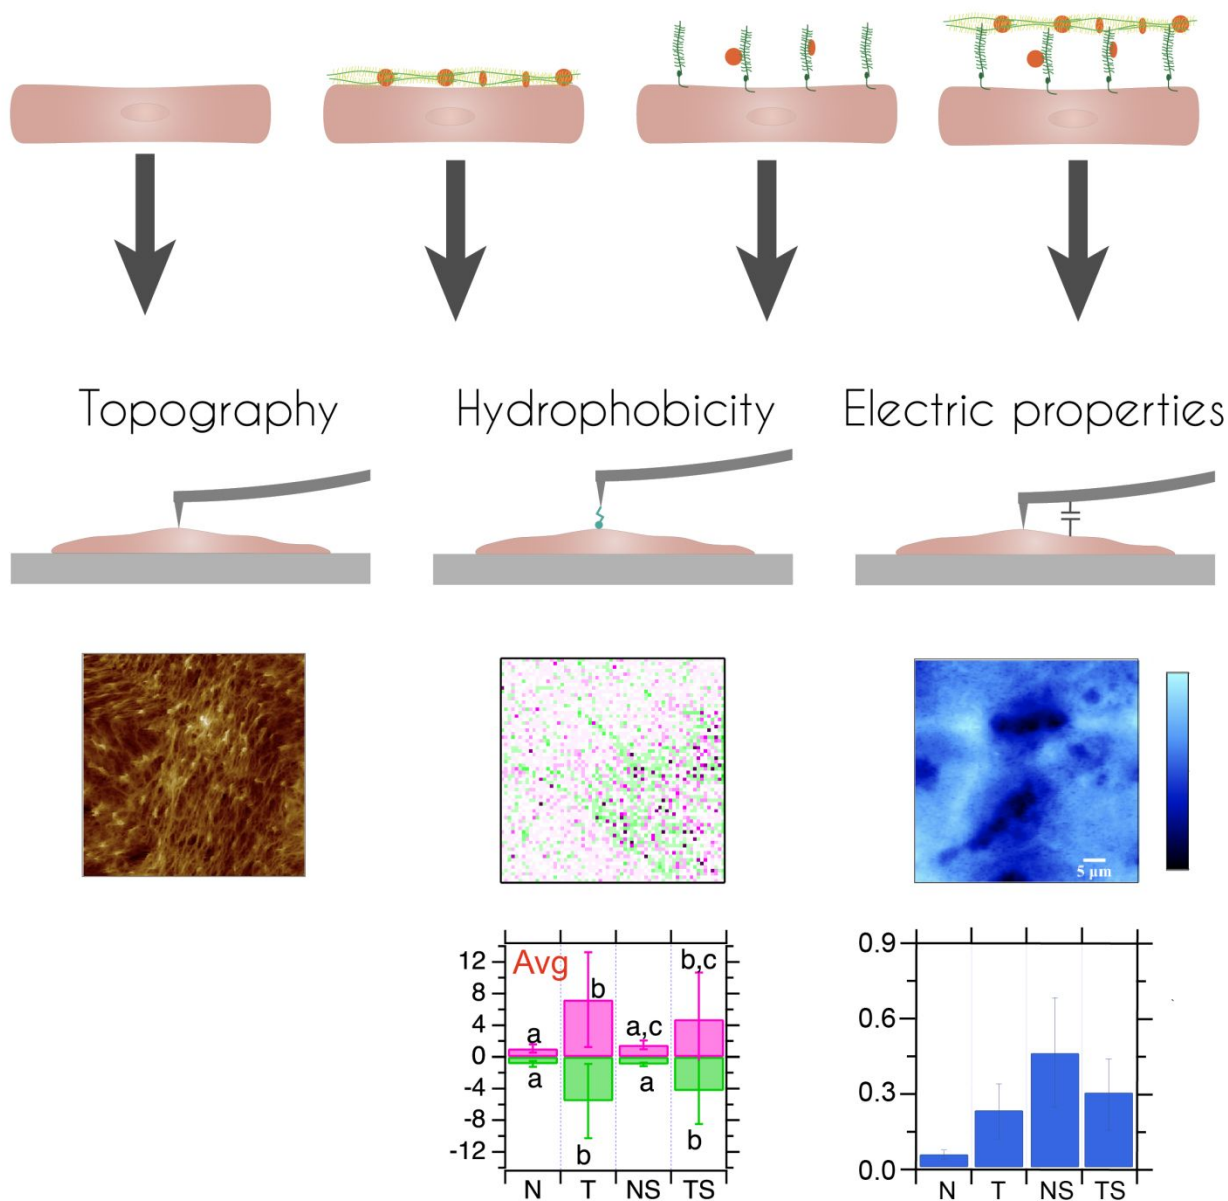 Topography
Hydrophobicity
Electric properties
5 µm
Avg
12
8
4
0
-4
-8
-12
a
b
a,c
b,c
a
b
a
b
N T NS TS
0.9
0.6
0.3
0.0
N T NS TS